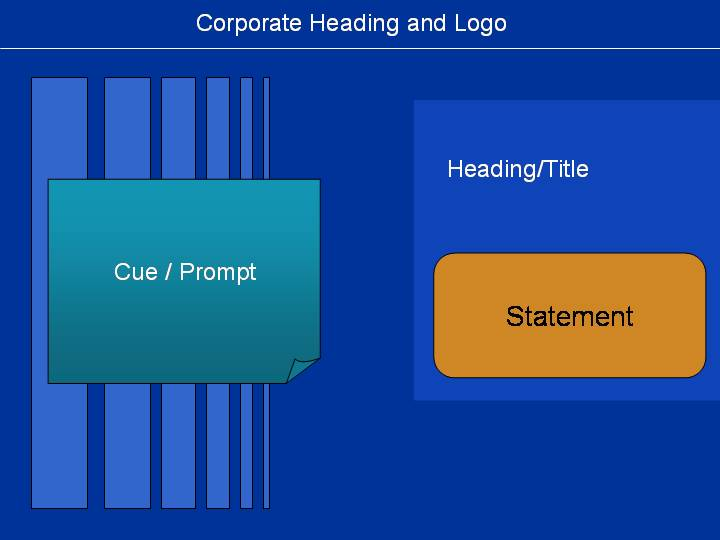 Corporate Heading and Logo
Heading/Title
Cue / Prompt
Statement